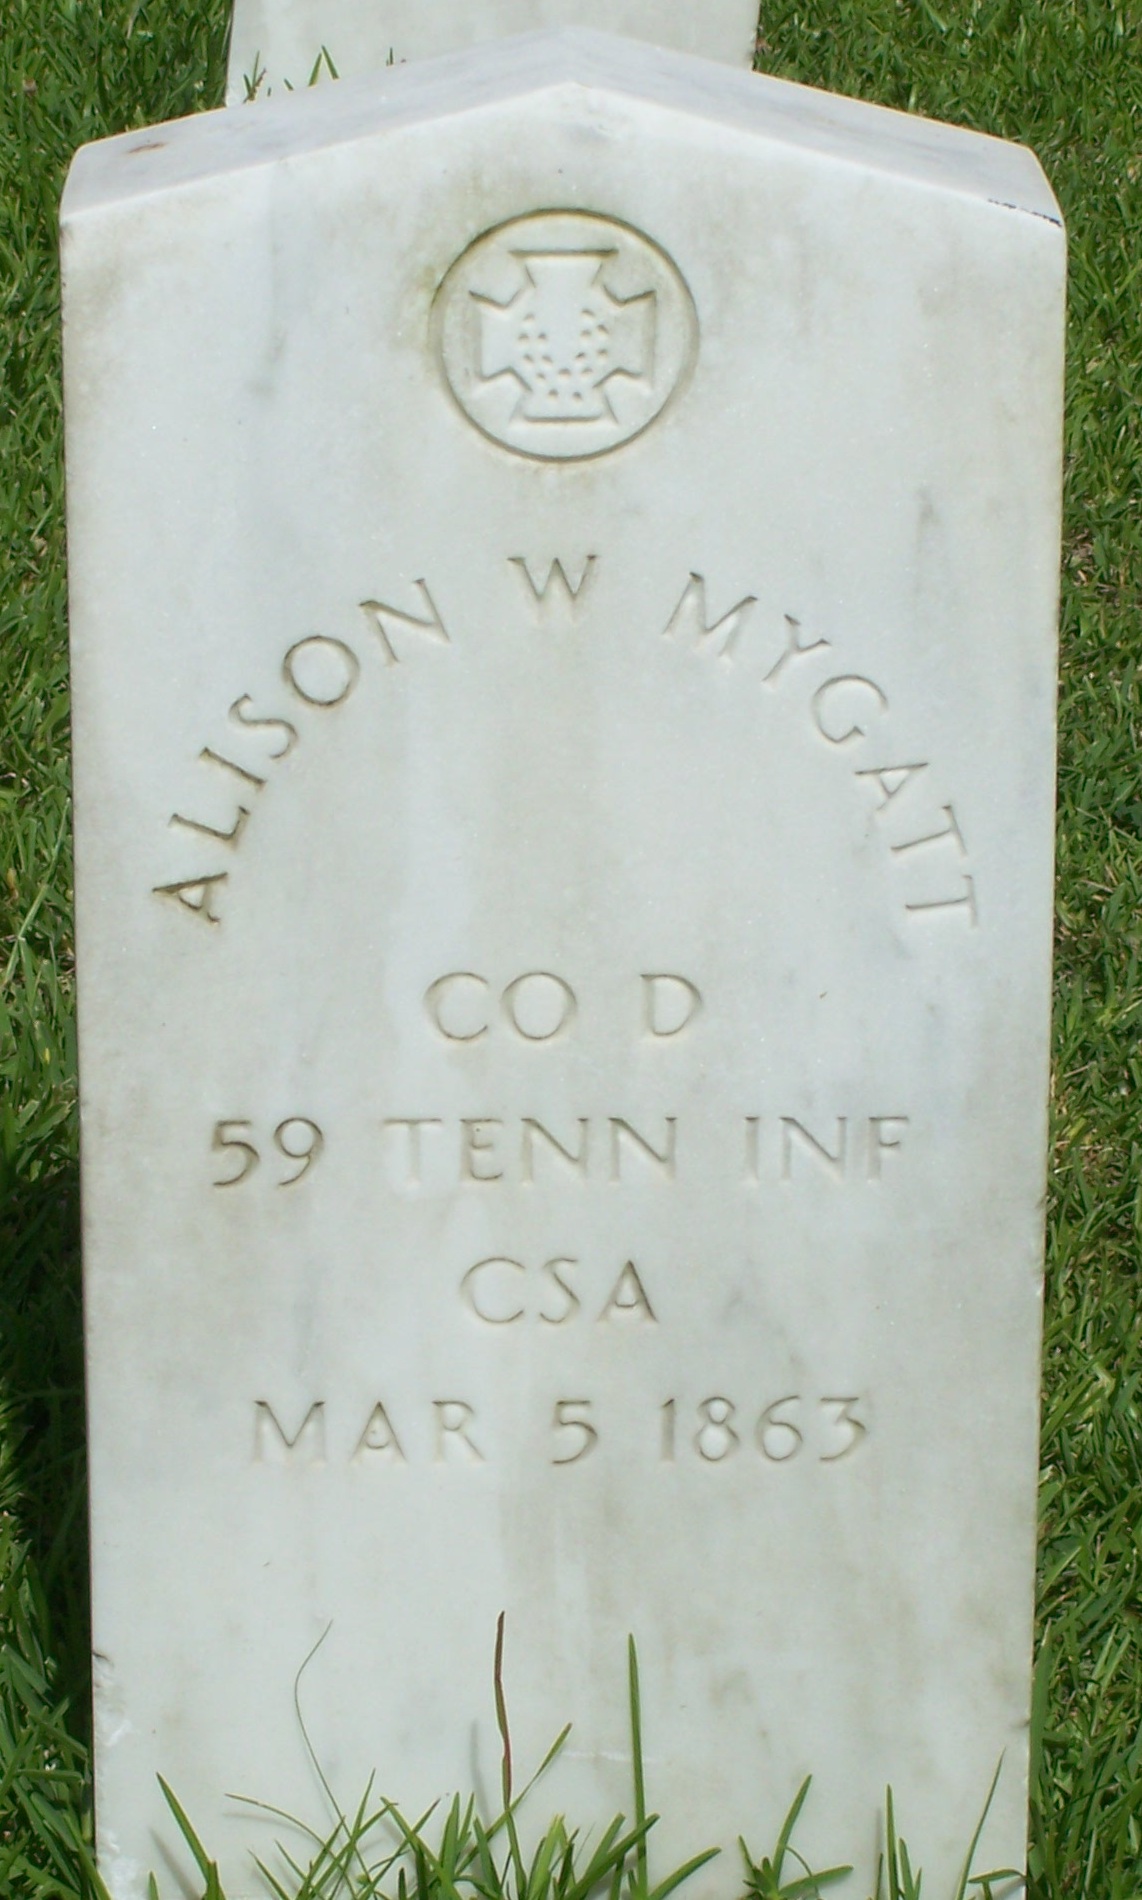 ALISON W MYGATT
CO D
59 TENN INF
CSA
MAR 5 1863